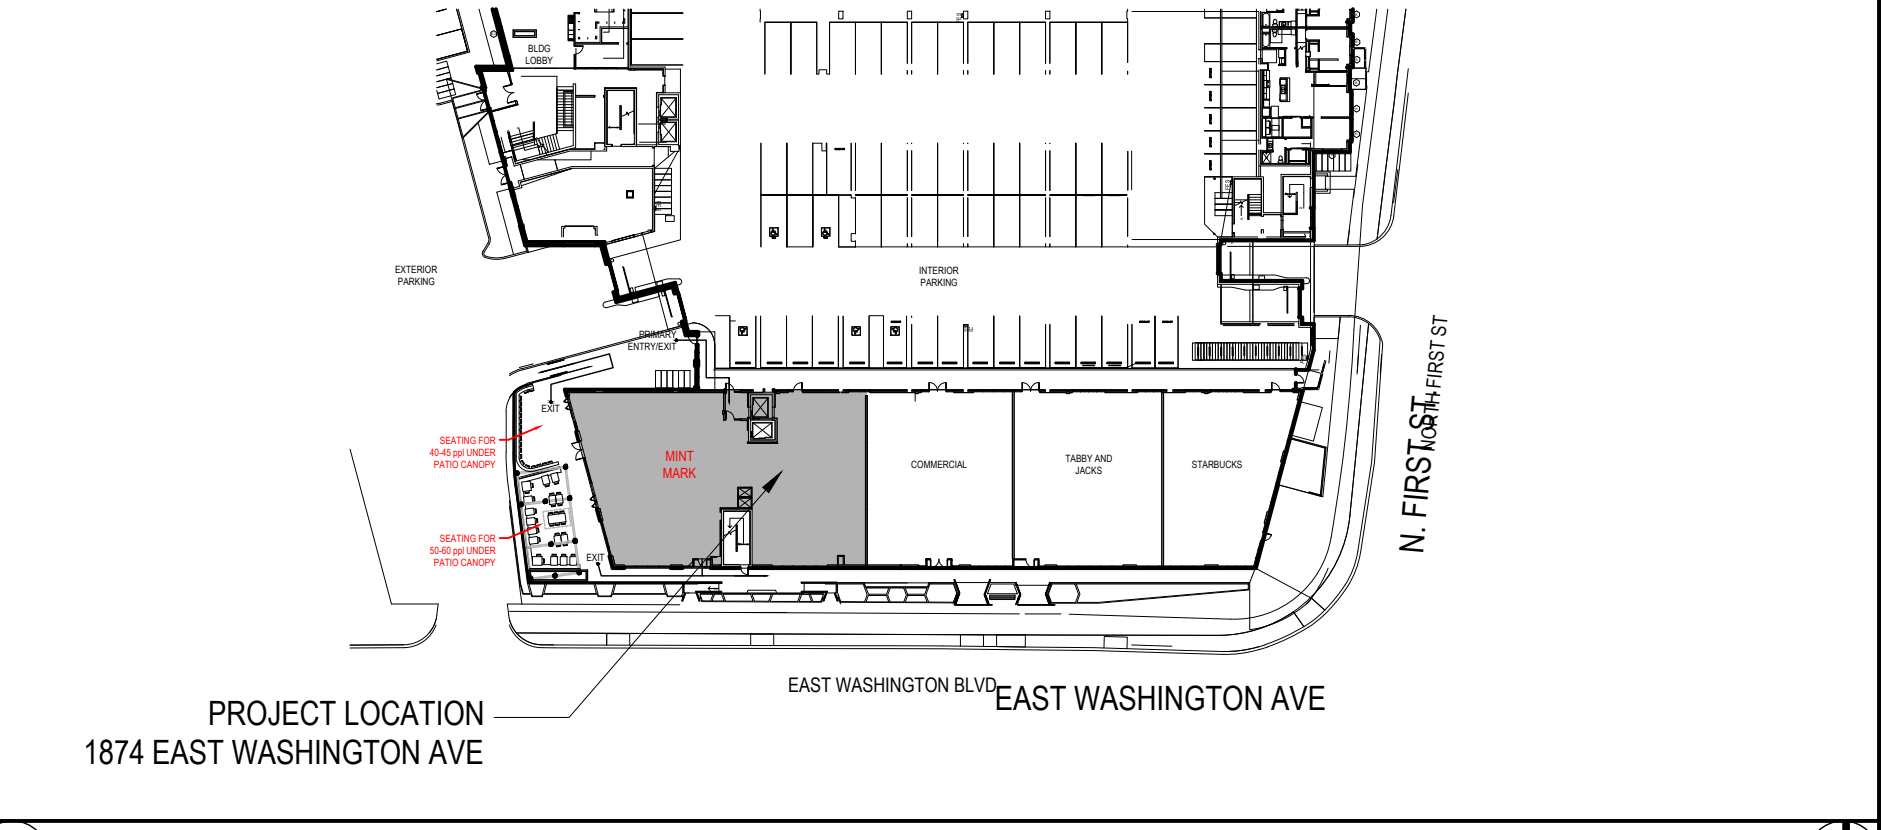 BLDG
LOBBY
EXTERIOR
PARKING
INTERIOR
PARKING
PRIMARY
ENTRY/EXIT
NORTH FIRST ST
N. FIRST ST
EXIT
SEATING FOR
40-45 ppl UNDER
PATIO CANOPY
MINT
MARK
COMMERCIAL
TABBY AND
JACKS
STARBUCKS
SEATING FOR
50-60 ppl UNDER
PATIO CANOPY
EXIT
EAST WASHINGTON BLVD
EAST WASHINGTON AVE
PROJECT LOCATION
1874 EAST WASHINGTON AVE